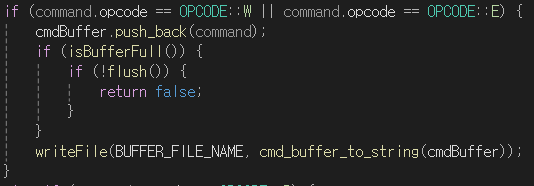 if (command.opcode == OPCODE::W || command.opcode == OPCODE::E) {
cmdBuffer.push_back(command);
if (isBufferFull()) {
if (!flush()) {
return false;
}
}
writeFile(BUFFER_FILE_NAME, cmd_buffer_to_string(cmdBuffer));
}